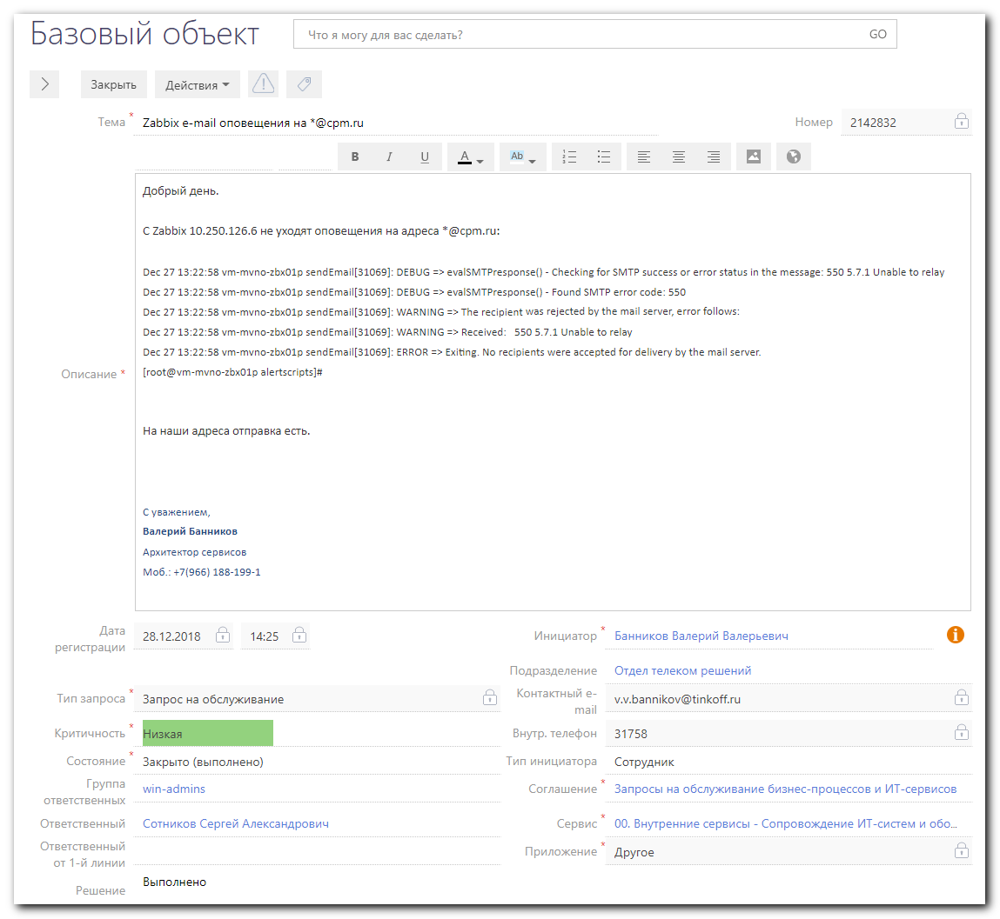 Базовый объект
Что я могу для вас сделать? GO
Закрыть Действия
Тема * Zabbix e-mail оповещения на *@cpm.ru Номер 2142832
B I U A Ab
Добрый день.
С Zabbix 10.250.126.6 не уходят оповещения на адреса *@cpm.ru:
Dec 27 13:22:58 vm-mvno-zbx01p sendEmail[31069]: DEBUG => evalSMTPresponse() - Checking for SMTP success or error status in the message: 550 5.7.1 Unable to relay
Dec 27 13:22:58 vm-mvno-zbx01p sendEmail[31069]: DEBUG => evalSMTPresponse() - Found SMTP error code: 550
Dec 27 13:22:58 vm-mvno-zbx01p sendEmail[31069]: WARNING => The recipient was rejected by the mail server, error follows:
Dec 27 13:22:58 vm-mvno-zbx01p sendEmail[31069]: WARNING => Received: 550 5.7.1 Unable to relay
Dec 27 13:22:58 vm-mvno-zbx01p sendEmail[31069]: ERROR => Exiting. No recipients were accepted for delivery by the mail server.
Описание * [root@vm-mvno-zbx01p alertscripts]#
На наши адреса отправка есть.
С уважением,
Валерий Банников
Архитектор сервисов
Моб.: +7(966) 188-199-1
Дата
регистрации 28.12.2018 14:25 Инициатор * Банников Валерий Валерьевич
Подразделение Отдел телеком решений
Тип запроса * Запрос на обслуживание Контактный e-
mail v.v.bannikov@tinkoff.ru
Критичность * Низкая Внутр. телефон 31758
Состояние * Закрыто (выполнено) Тип инициатора Сотрудник
Группа
ответственных win-admins Соглашение * Запросы на обслуживание бизнес-процессов и ИТ-сервисов
Ответственный Сотников Сергей Александрович Сервис * 00. Внутренние сервисы - Сопровождение ИТ-систем и обо...
Ответственный
от 1-й линии Приложение * Другое
Решение Выполнено